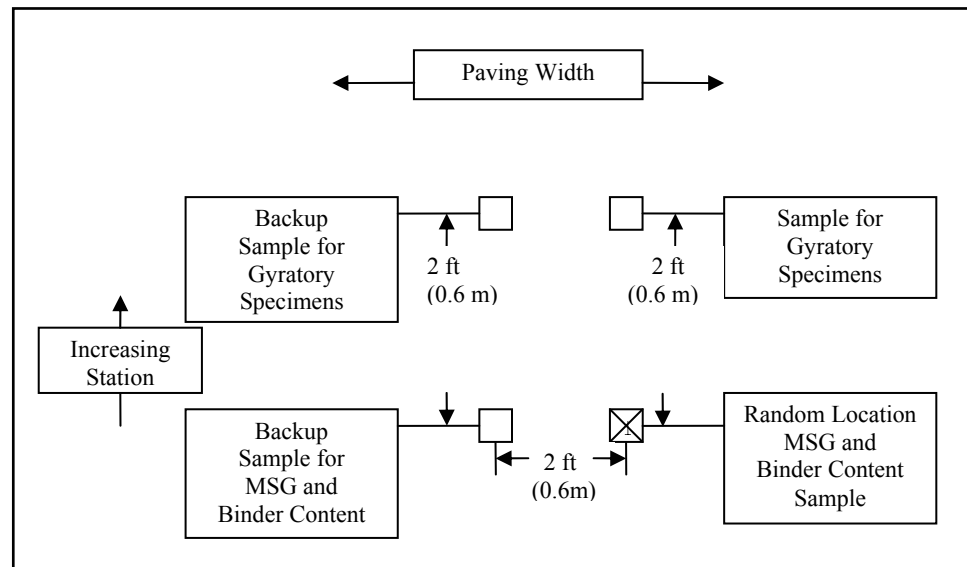 Paving Width
Backup
Sample for
Gyratory
Specimens
2 ft
(0.6 m)
2 ft
(0.6 m)
Sample for
Gyratory
Specimens
Increasing
Station
Backup
Sample for
MSG and
Binder Content
2 ft
(0.6m)
1
Random Location
MSG and
Binder Content
Sample